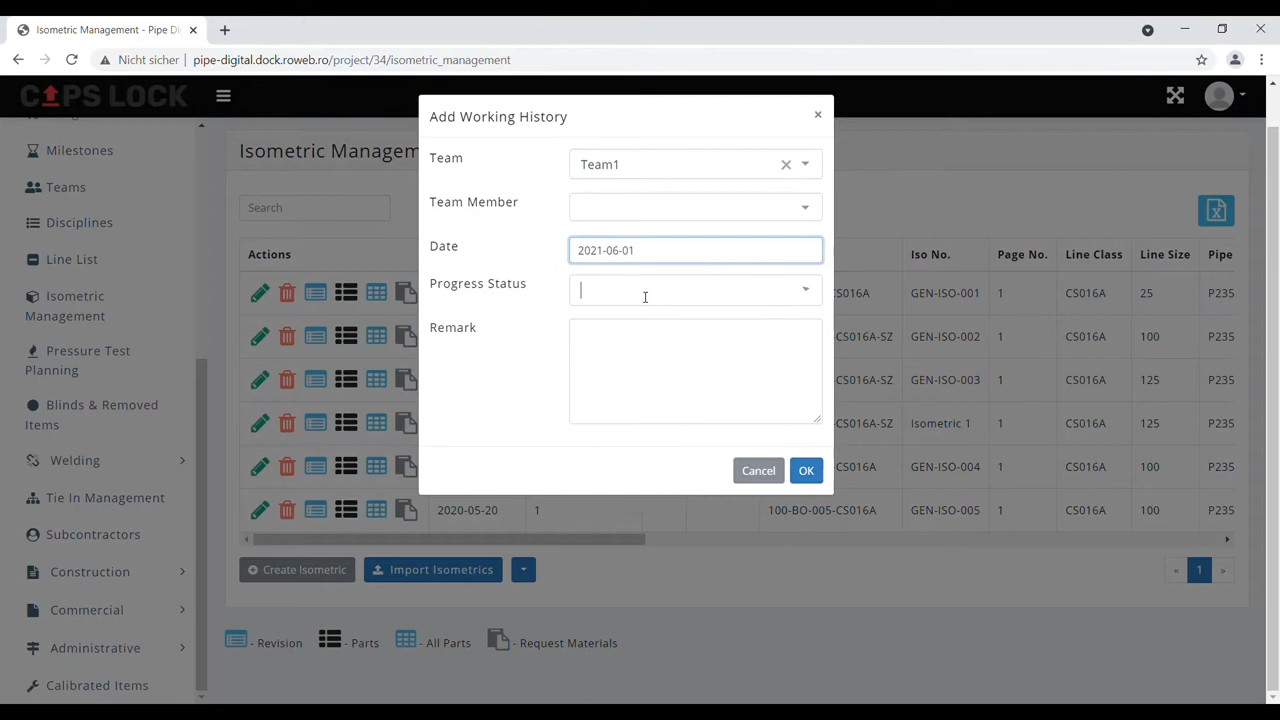 Isometric Management - Pipe Di
Nicht sicher | pipe-digital.dock.roweb.ro/project/34/isometric_management
CAPS LOCK
Milestones
Teams
Disciplines
Line List
Isometric
Management
Pressure Test
Planning
Blinds & Removed
Items
Welding
Tie In Management
Subcontractors
Construction
Commercial
Administrative
Calibrated Items
Isometric Managem
Search
Actions
Iso No. Page No. Line Class Line Size Pipe
CS016A GEN-ISO-001 1 CS016A 25 P235
-CS016A-SZ GEN-ISO-002 1 CS016A 100 P235
-CS016A-SZ GEN-ISO-003 1 CS016A 125 P235
-CS016A-SZ Isometric 1 1 CS016A 125 P235
-CS016A GEN-ISO-004 1 CS016A 100 P235
2020-05-20 1 100-BO-005-CS016A GEN-ISO-005 1 CS016A 100 P235
Add Working History ×
Team Team1
Team Member
Date 2021-06-01
Progress Status
Remark
Cancel OK
Create Isometric Import Isometrics « 1 »
- Revision - Parts - All Parts - Request Materials